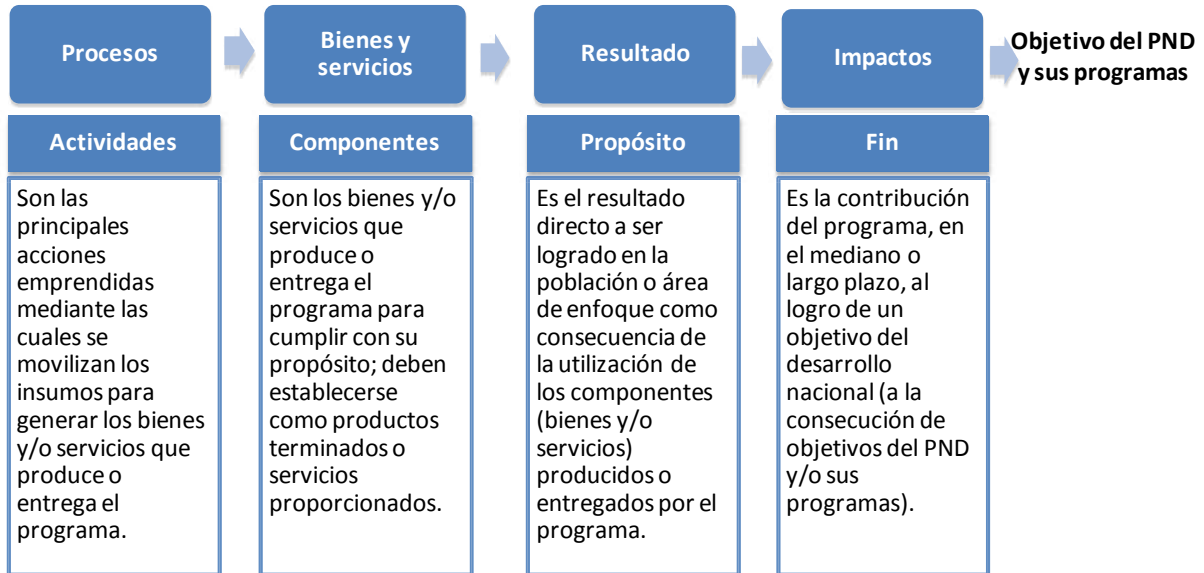 Procesos
Bienes y
servicios
Resultado
Impactos
Objetivo del PND
y sus programas
Actividades
Son las
principales
acciones
emprendidas
mediante las
cuales se
movilizan los
insumos para
generar los bienes
y/o servicios que
produce o
entrega el
programa.
Componentes
Son los bienes y/o
servicios que
produce o
entrega el
programa para
cumplir con su
propósito; deben
establecerse
como productos
terminados o
servicios
proporcionados.
Propósito
Es el resultado
directo a ser
logrado en la
población o área
de enfoque como
consecuencia de
la utilización de
los componentes
(bienes y/o
servicios)
producidos o
entregados por el
programa.
Fin
Es la contribución
del programa, en
el mediano o
largo plazo, al
logro de un
objetivo del
desarrollo
nacional (a la
consecución de
objetivos del PND
y/o sus
programas).